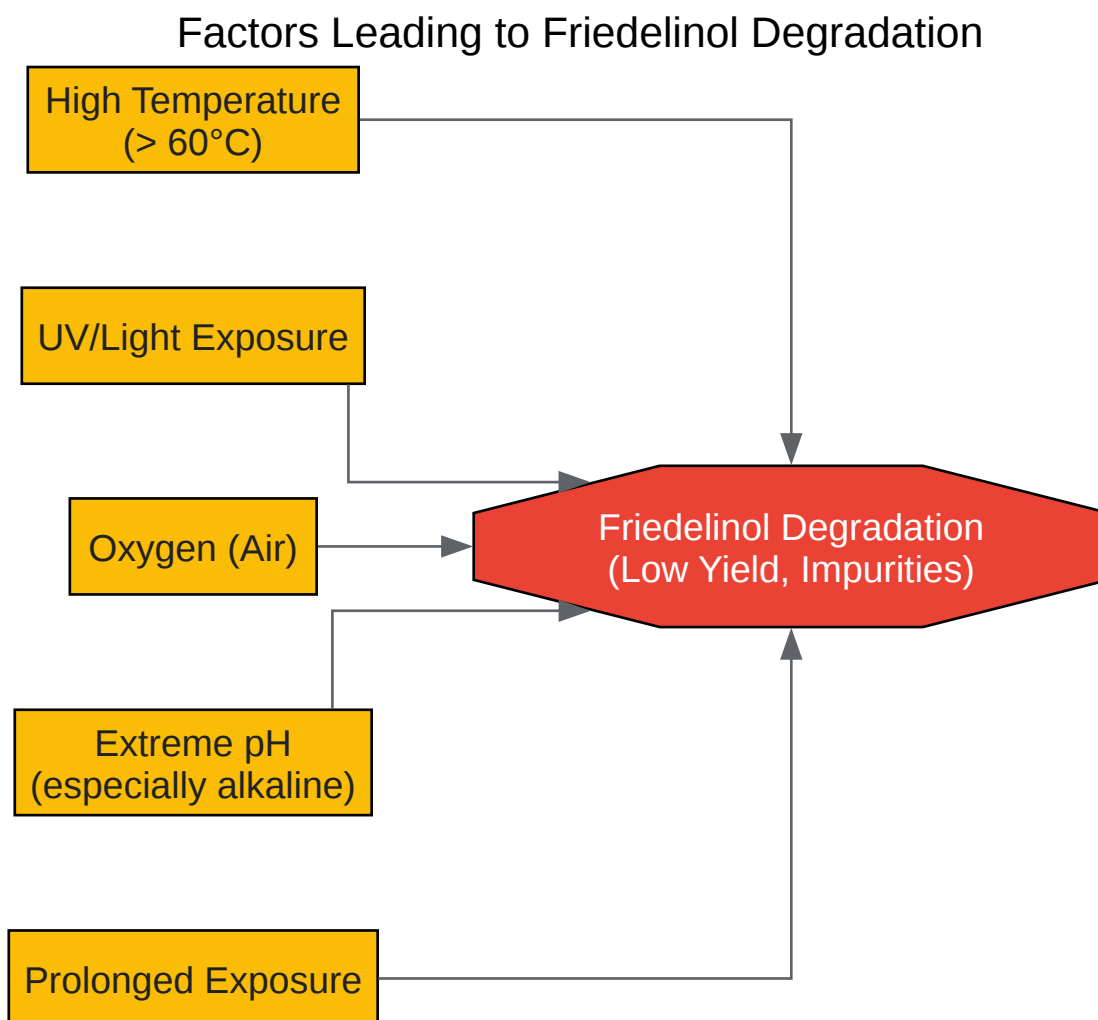 Factors Leading to Friedelinol Degradation
High Temperature
(> 60°C)
UV/Light Exposure
Oxygen (Air)
Friedelinol Degradation
(Low Yield, Impurities)
Extreme pH
(especially alkaline)
Prolonged Exposure